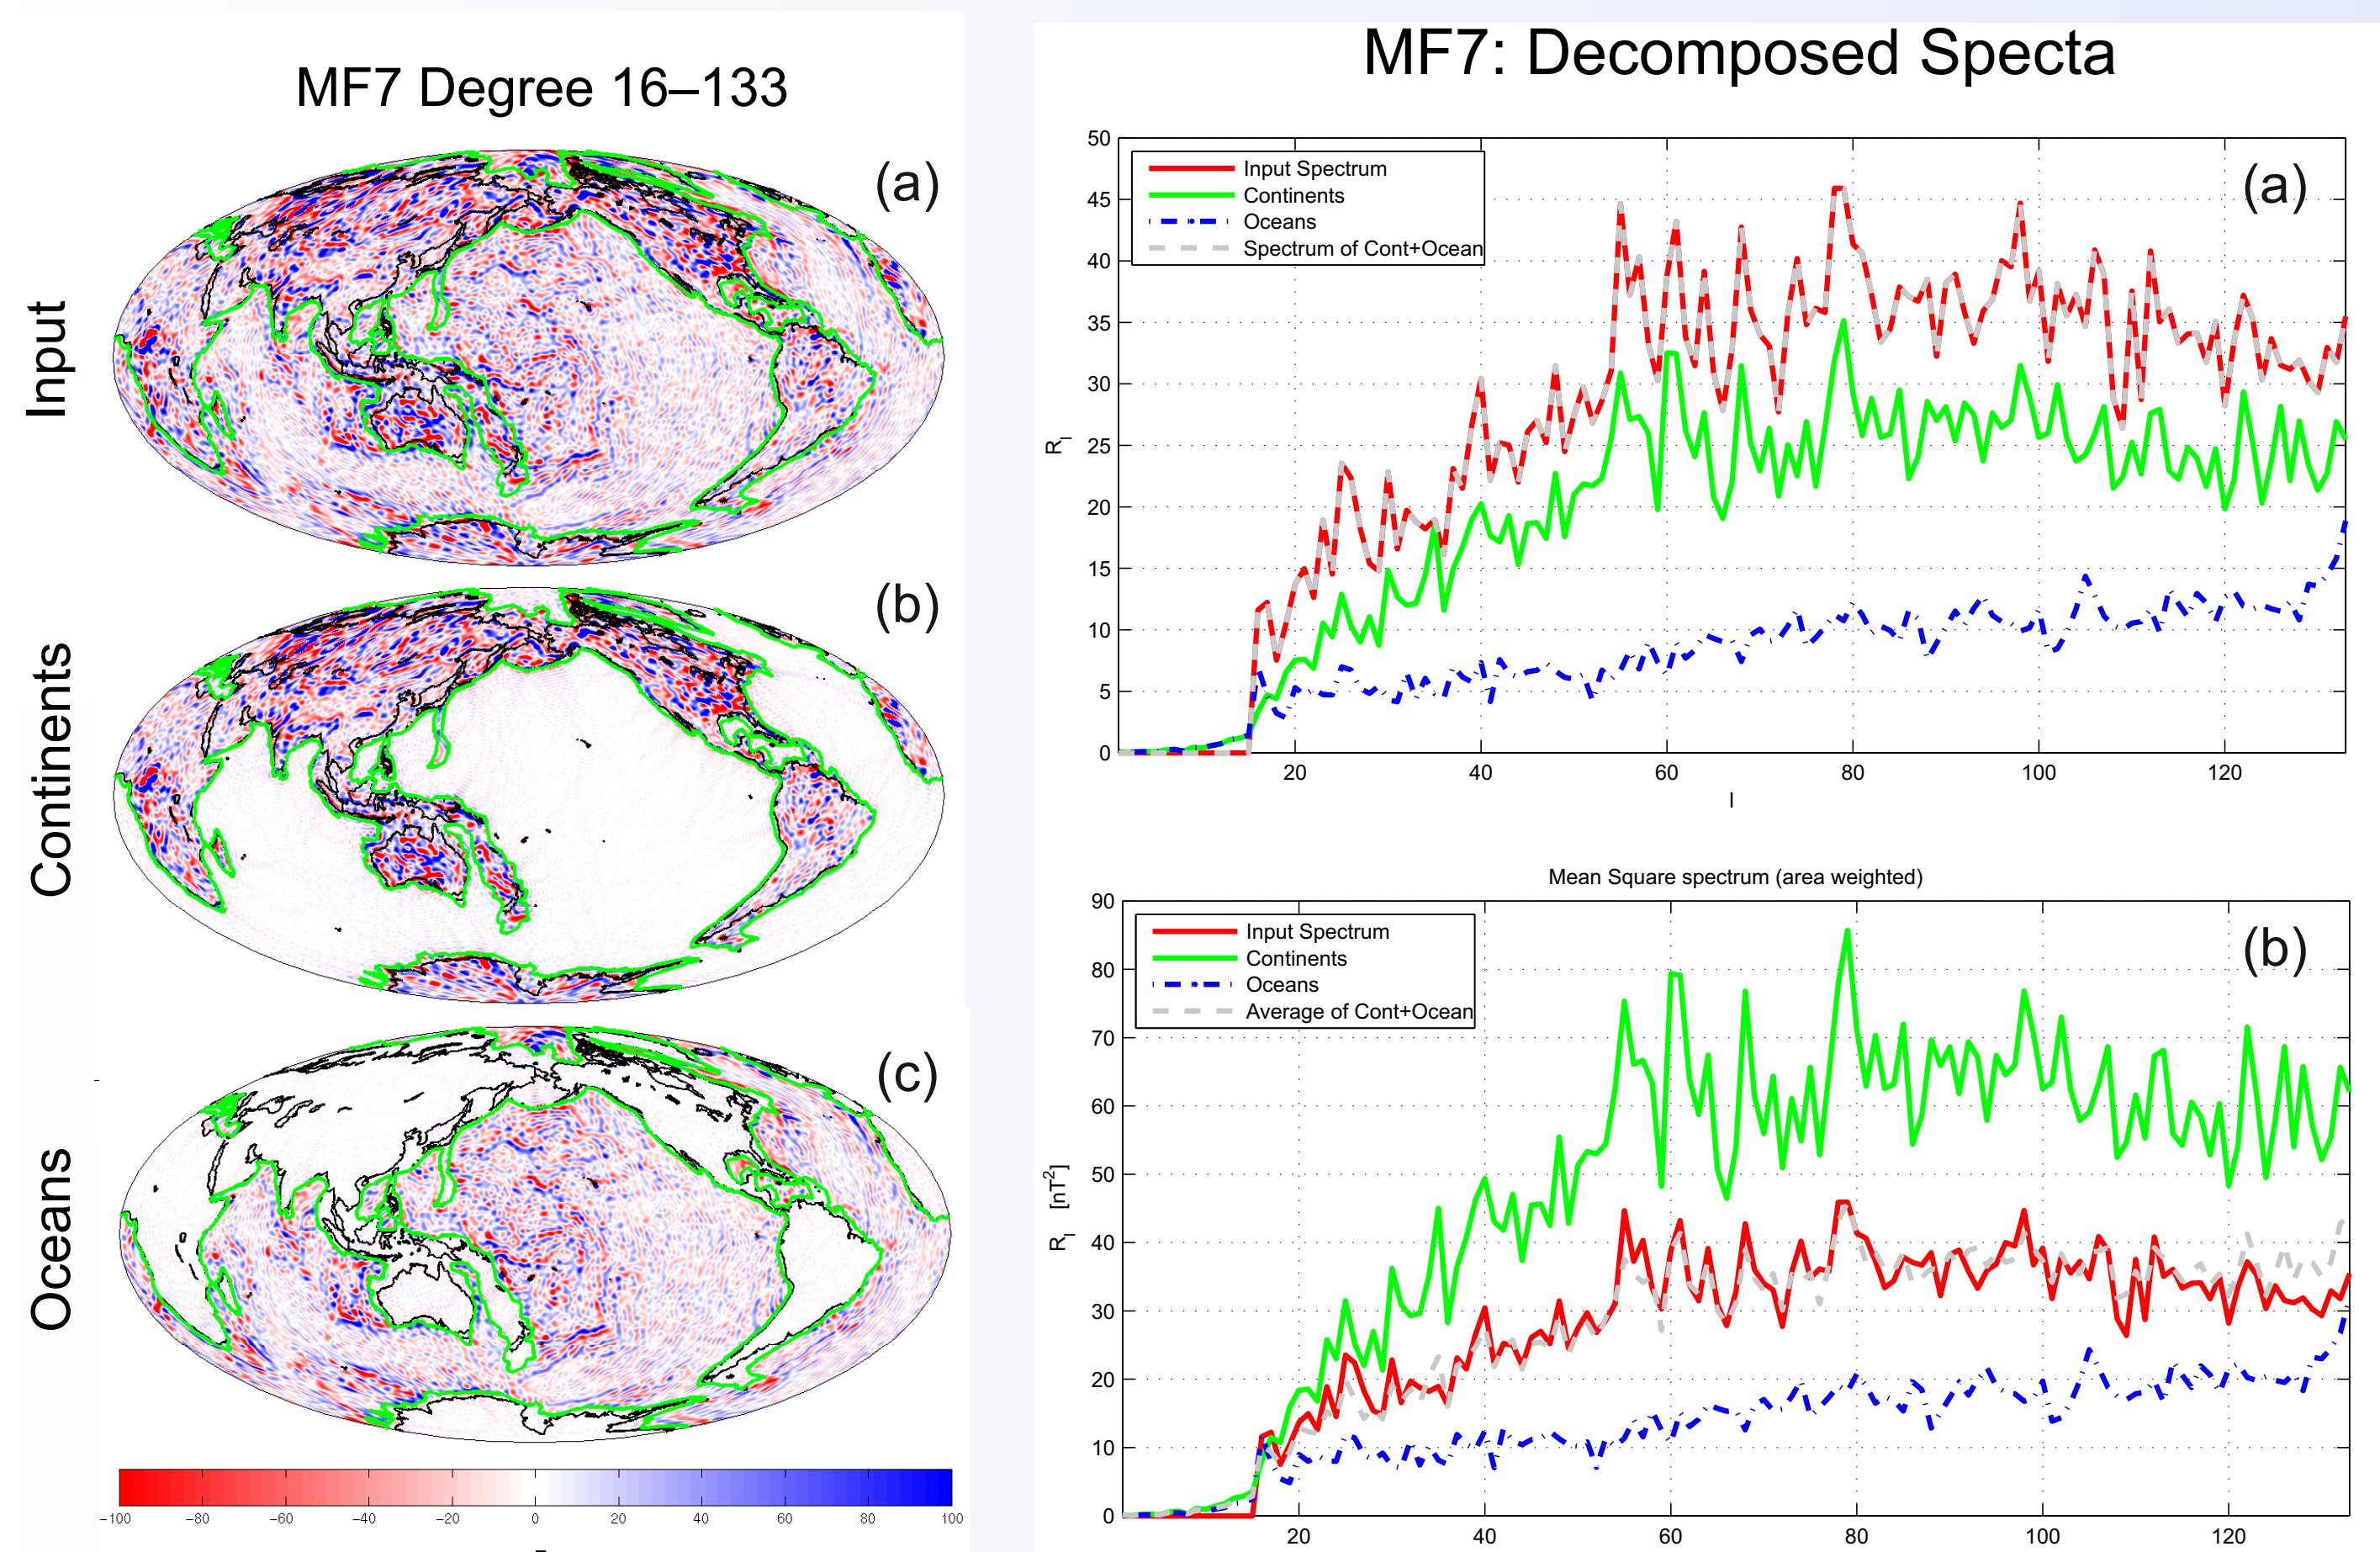 MF7 Degree 16–133
(a)
Input
(b)
Continents
(c)
Oceans
−100 −80 −60 −40 −20 0 20 40 60 80 100
MF7: Decomposed Specta
50
45
40
35
30
25
20
15
10
5
0
R_l
Input Spectrum
Continents
Oceans
Spectrum of Cont+Ocean
(a)
20 40 60 80 100 120
l
Mean Square spectrum (area weighted)
90
80
70
60
50
40
30
20
10
0
R_l [nT²]
Input Spectrum
Continents
Oceans
Average of Cont+Ocean
(b)
20 40 60 80 100 120